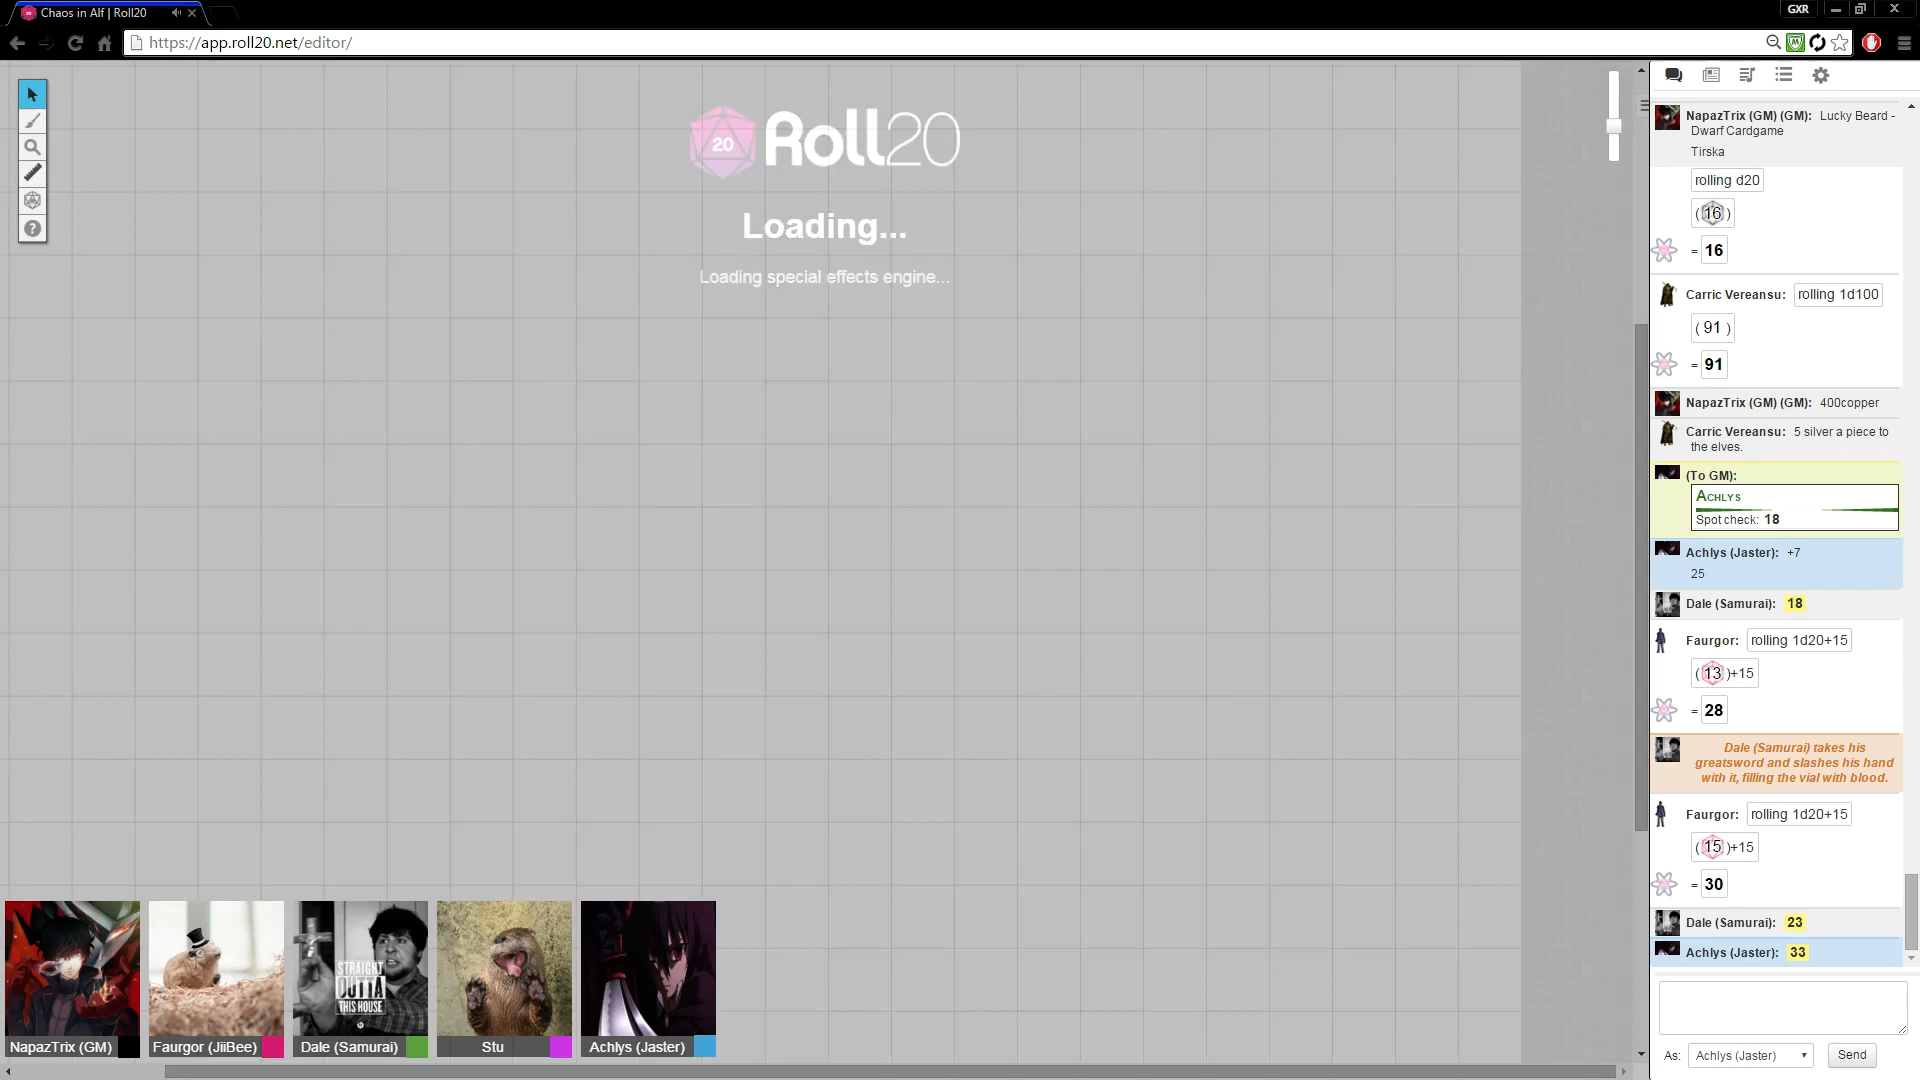 Chaos in Alf | Roll20
GXR
https://app.roll20.net/editor/
20 Roll20
Loading...
Loading special effects engine...
NapazTrix (GM) (GM): Lucky Beard -
Dwarf Cardgame
Tirska
rolling d20
(16)
= 16
Carric Vereansu: rolling 1d100
(91)
= 91
NapazTrix (GM) (GM): 400copper
Carric Vereansu: 5 silver a piece to
the elves.
(To GM):
Achlys
Spot check: 18
Achlys (Jaster): +7
25
Dale (Samurai): 18
Faurgor: rolling 1d20+15
(13)+15
= 28
Dale (Samurai) takes his
greatsword and slashes his hand
with it, filling the vial with blood.
Faurgor: rolling 1d20+15
(15)+15
= 30
Dale (Samurai): 23
Achlys (Jaster): 33
STRAIGHT
OUTTA
THIS HOUSE
NapazTrix (GM)
Faurgor (JiiBee)
Dale (Samurai)
Stu
Achlys (Jaster)
As: Achlys (Jaster)
Send